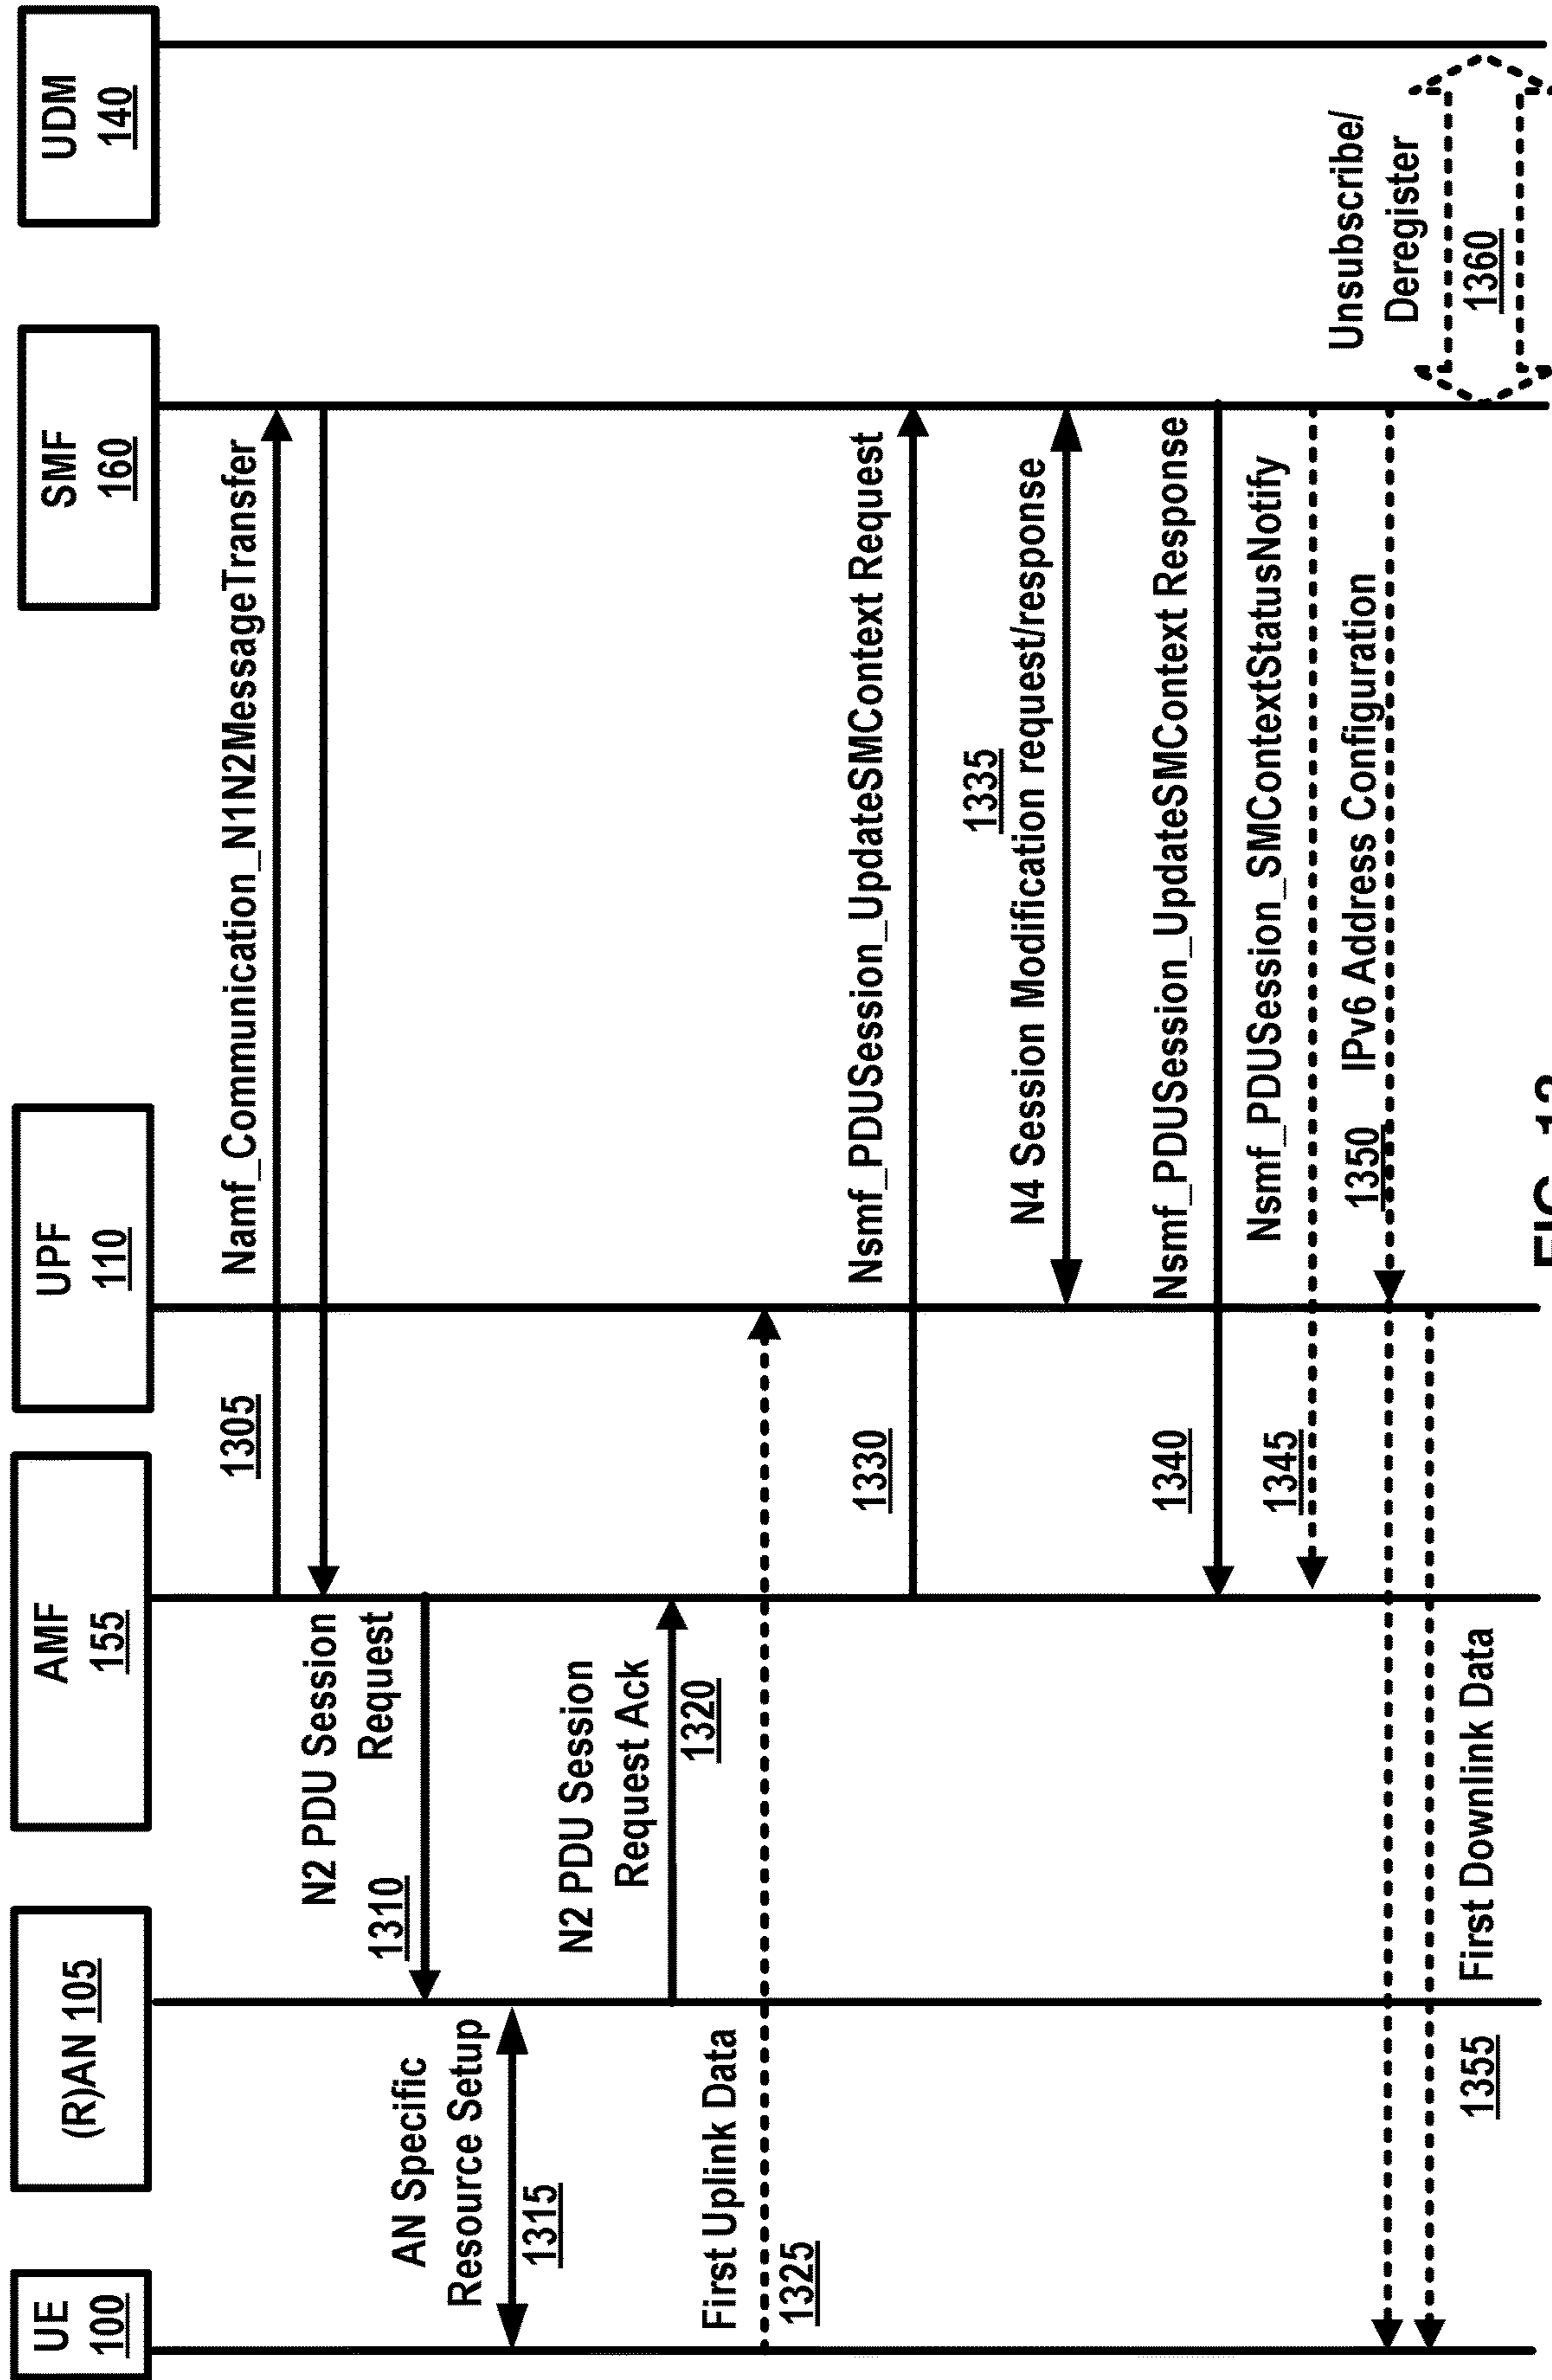 UE
100
(R)AN 105
AMF
155
UPF
110
SMF
160
UDM
140
Namf_Communication_N1N2MessageTransfer
1305
N2 PDU Session
Request
1310
AN Specific
Resource Setup
1315
N2 PDU Session
Request Ack
1320
First Uplink Data
1325
Nsmf_PDUSession_UpdateSMContext Request
1330
1335
N4 Session Modification request/response
Nsmf_PDUSession_UpdateSMContext Response
1340
Nsmf_PDUSession_SMContextStatusNotify
1345
1350 IPv6 Address Configuration
First Downlink Data
1355
Unsubscribe/
Deregister
1360